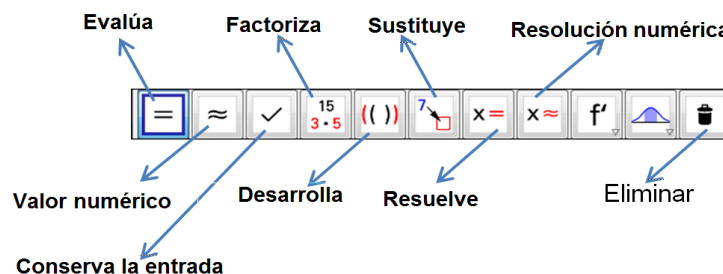 Evalúa
Factoriza
Sustituye
Resolución numérica
= ≈ ✓ 15 (( )) 7 x = x ≈ f′
3 · 5
Valor numérico
Desarrolla
Resuelve
Eliminar
Conserva la entrada